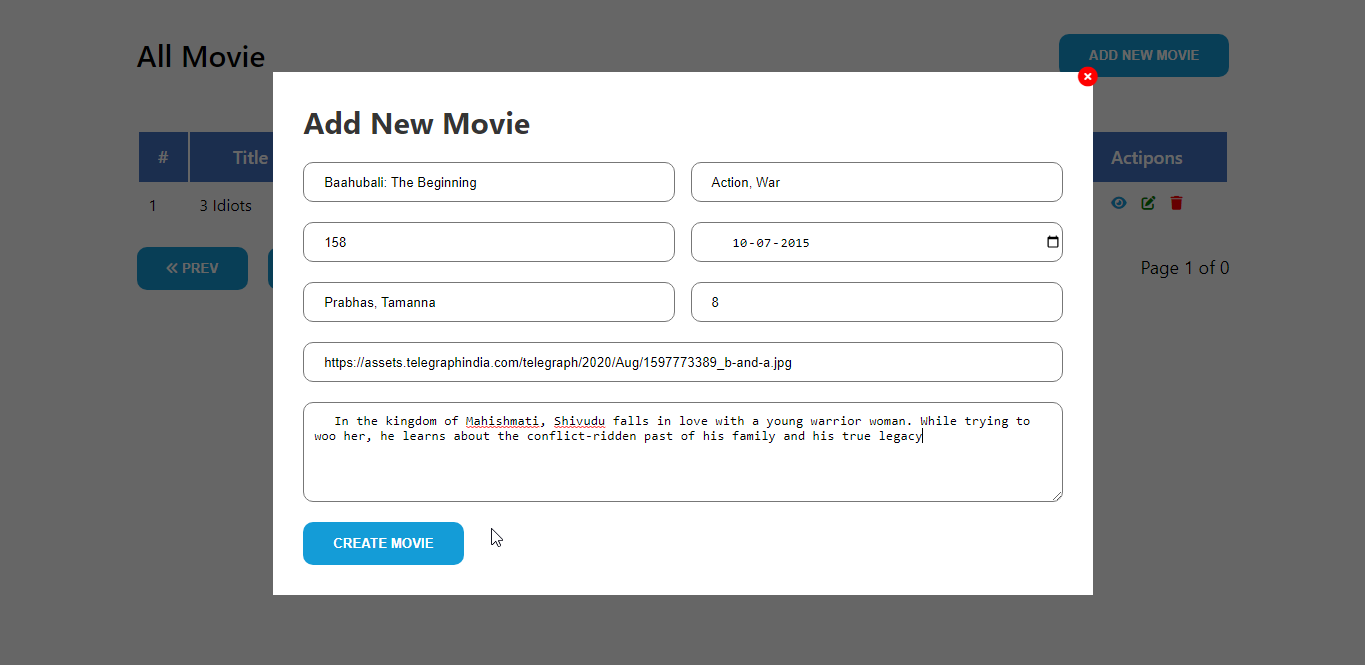 All Movie
ADD NEW MOVIE
Add New Movie
# Title Actipons
Baahubali: The Beginning
Action, War
1 3 Idiots
158
10-07-2015
PREV
Page 1 of 0
Prabhas, Tamanna
8
https://assets.telegraphindia.com/telegraph/2020/Aug/1597773389_b-and-a.jpg
In the kingdom of Mahishmati, Shivudu falls in love with a young warrior woman. While trying to
woo her, he learns about the conflict-ridden past of his family and his true legacy
CREATE MOVIE